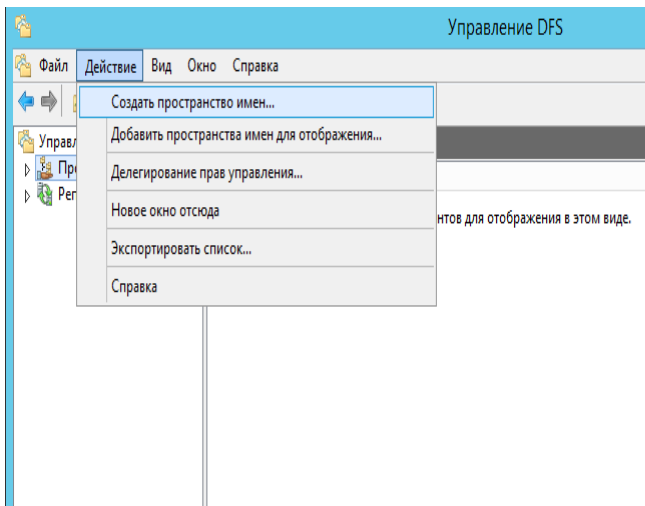 Управление DFS
Файл Действие Вид Окно Справка
Создать пространство имен...
Добавить пространства имен для отображения...
Делегирование прав управления...
Новое окно отсюда
Экспортировать список...
Справка
для отображения в этом виде.